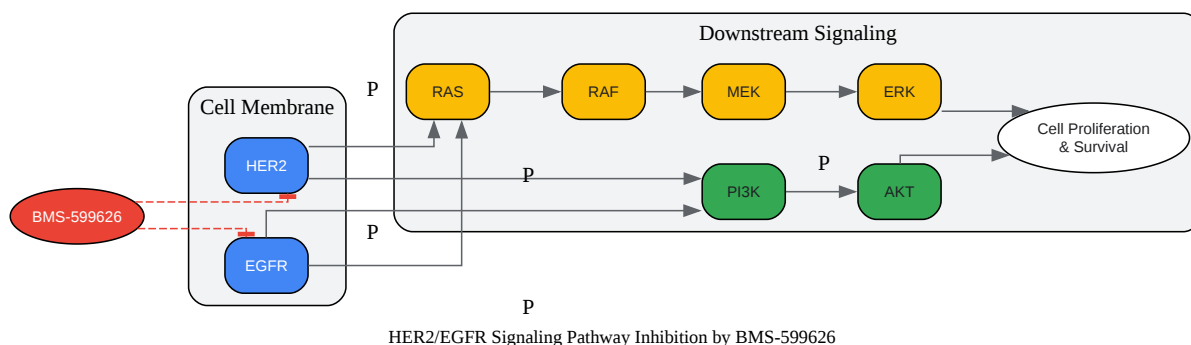 Downstream Signaling
P
RAS
RAF
MEK
ERK
Cell Membrane
Cell Proliferation
& Survival
HER2
P
P
PI3K
AKT
BMS-599626
P
EGFR
P
HER2/EGFR Signaling Pathway Inhibition by BMS-599626